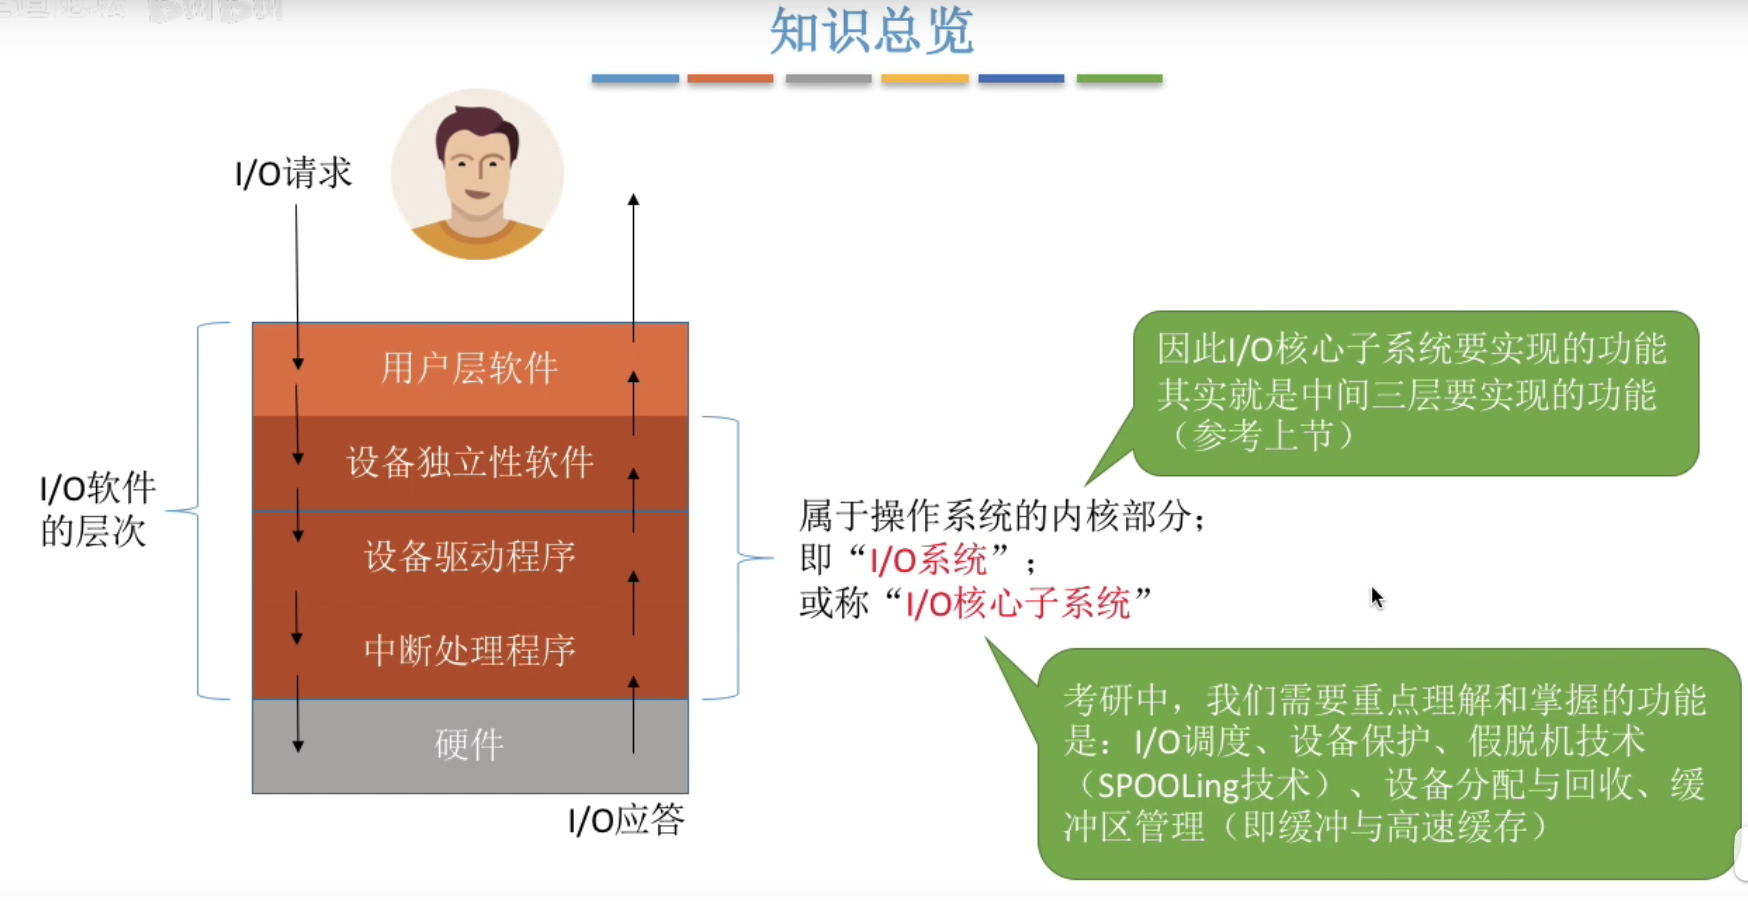 知识总览
I/O请求
用户层软件
设备独立性软件
设备驱动程序
中断处理程序
硬件
I/O应答
I/O软件
的层次
因此I/O核心子系统要实现的功能
其实就是中间三层要实现的功能
（参考上节）
属于操作系统的内核部分；
即“I/O系统”；
或称“I/O核心子系统”
考研中，我们需要重点理解和掌握的功能
是：I/O调度、设备保护、假脱机技术
（SPOOLing技术）、设备分配与回收、缓
冲区管理（即缓冲与高速缓存）